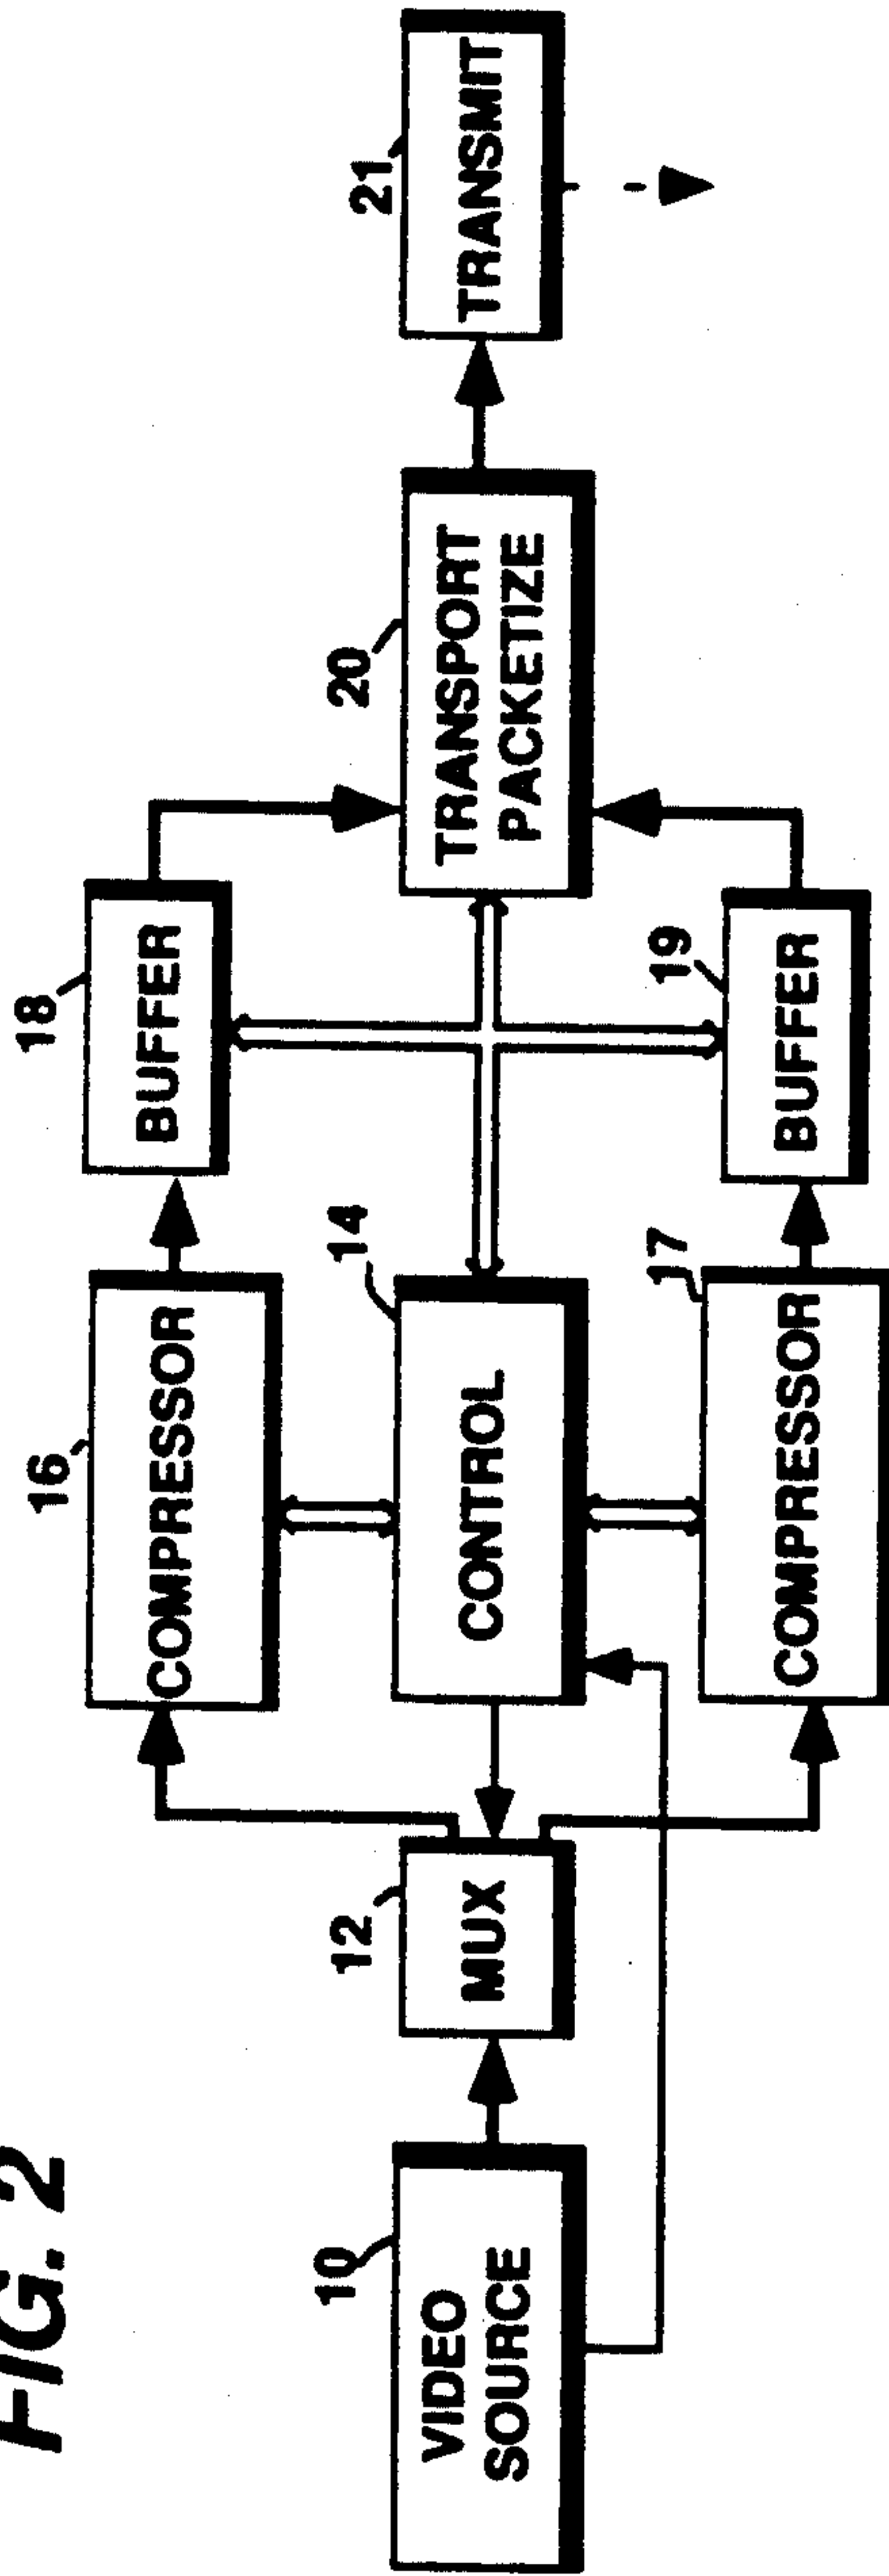 FIG. 2
10
VIDEO
SOURCE
12
MUX
16
COMPRESSOR
14
CONTROL
17
COMPRESSOR
18
BUFFER
19
BUFFER
20
TRANSPORT
PACKETIZE
21
TRANSMIT